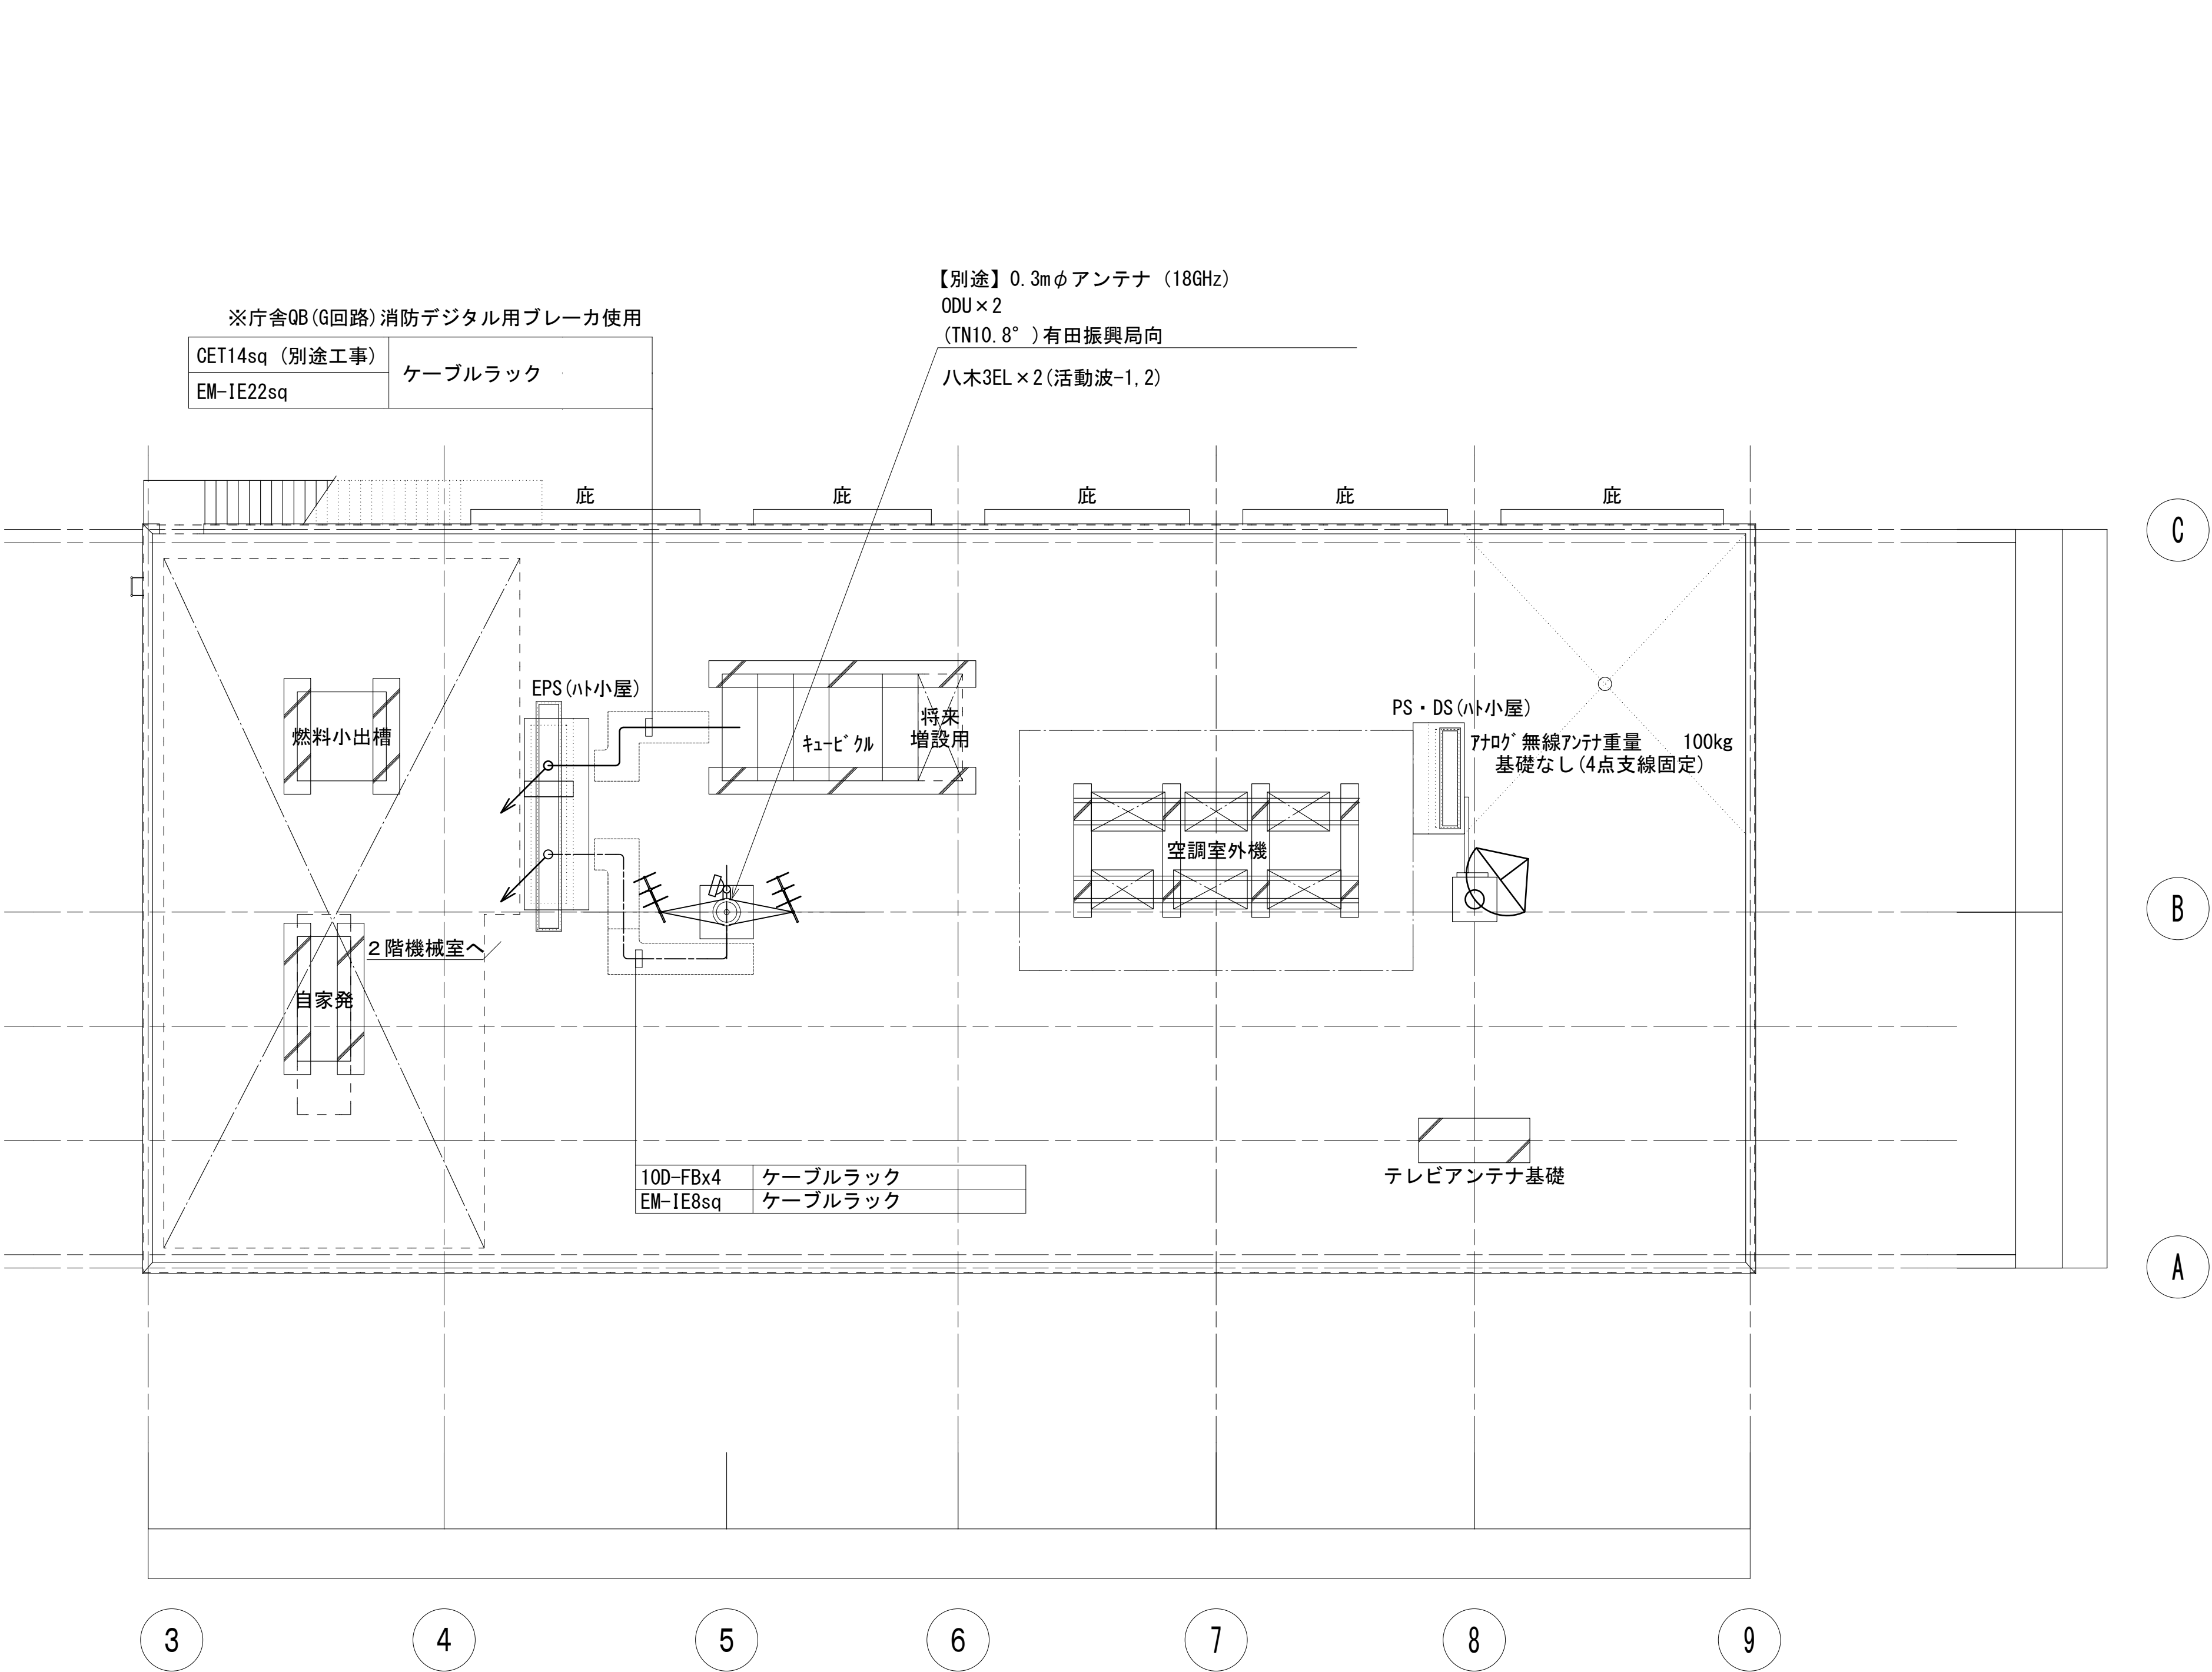 【別途】0.3mφアンテナ (18GHz)
ODU×2
(TN10.8°)有田振興局向
八木3EL×2(活動波-1,2)
※庁舎QB(G回路)消防デジタル用ブレーカ使用
CET14sq (別途工事)
ケーブルラック
EM-IE22sq
庇
庇
庇
庇
庇
C
EPS(ﾊﾄ小屋)
燃料小出槽
ｷｭｰﾋﾞｸﾙ
将来
増設用
PS・DS(ﾊﾄ小屋)
ｱﾅﾛｸﾞ無線ｱﾝﾃﾅ重量 100kg
基礎なし(4点支線固定)
空調室外機
B
２階機械室へ
自家発
10D-FBx4 ケーブルラック
EM-IE8sq ケーブルラック
テレビアンテナ基礎
A
3 4 5 6 7 8 9